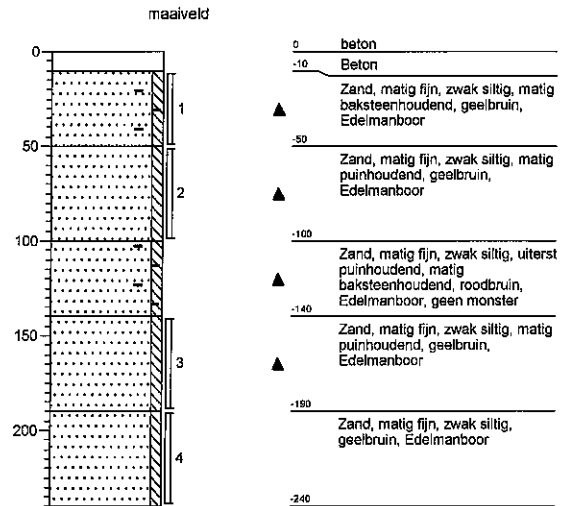 maaiveld
0
50
100
150
200
1
2
3
4
0 beton
-10 Beton
Zand, matig fijn, zwak siltig, matig
baksteenhoudend, geelbruin,
Edelmanboor
-50
Zand, matig fijn, zwak siltig, matig
puinhoudend, geelbruin,
Edelmanboor
-100
Zand, matig fijn, zwak siltig, uiterst
puinhoudend, matig
baksteenhoudend, roodbruin,
Edelmanboor, geen monster
-140
Zand, matig fijn, zwak siltig, matig
puinhoudend, geelbruin,
Edelmanboor
-190
Zand, matig fijn, zwak siltig,
geelbruin, Edelmanboor
-240